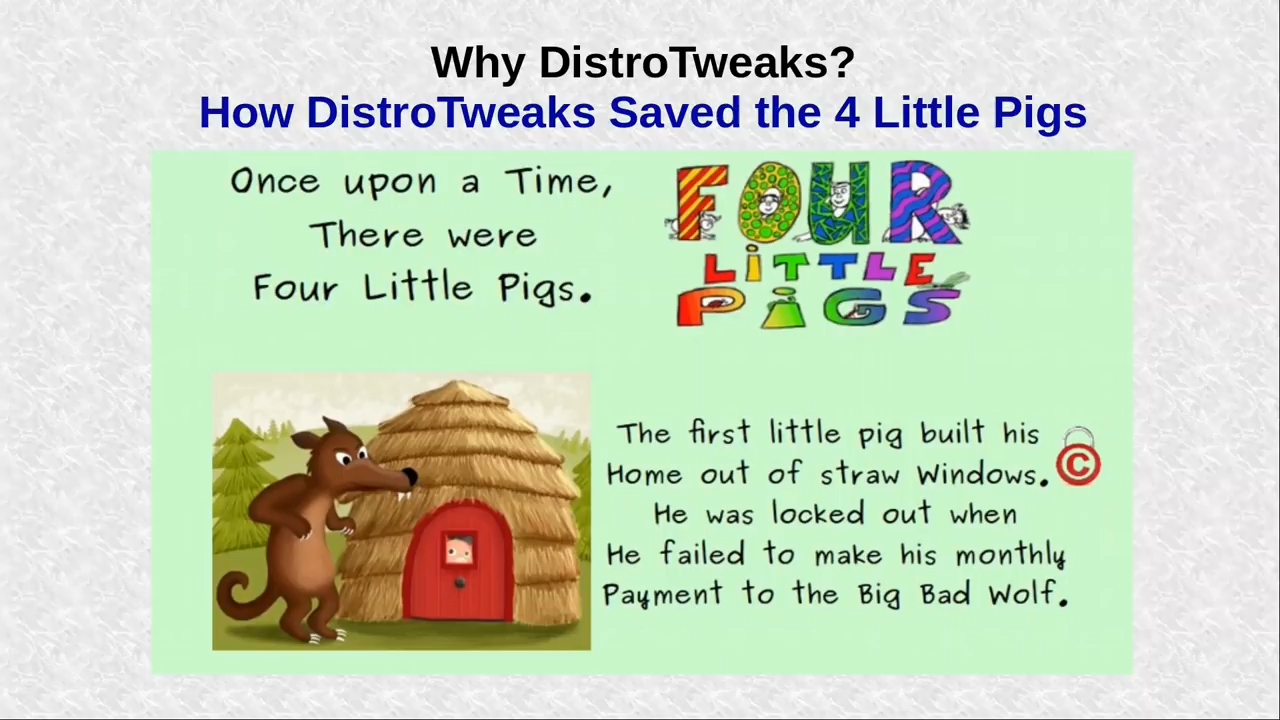 Why DistroTweaks?
How DistroTweaks Saved the 4 Little Pigs
Once upon a Time,
There were
Four Little Pigs.
FOUR
LiTTLE
PiGS
The first little pig built his
Home out of straw Windows.
He was locked out when
He failed to make his monthly
Payment to the Big Bad Wolf.
©